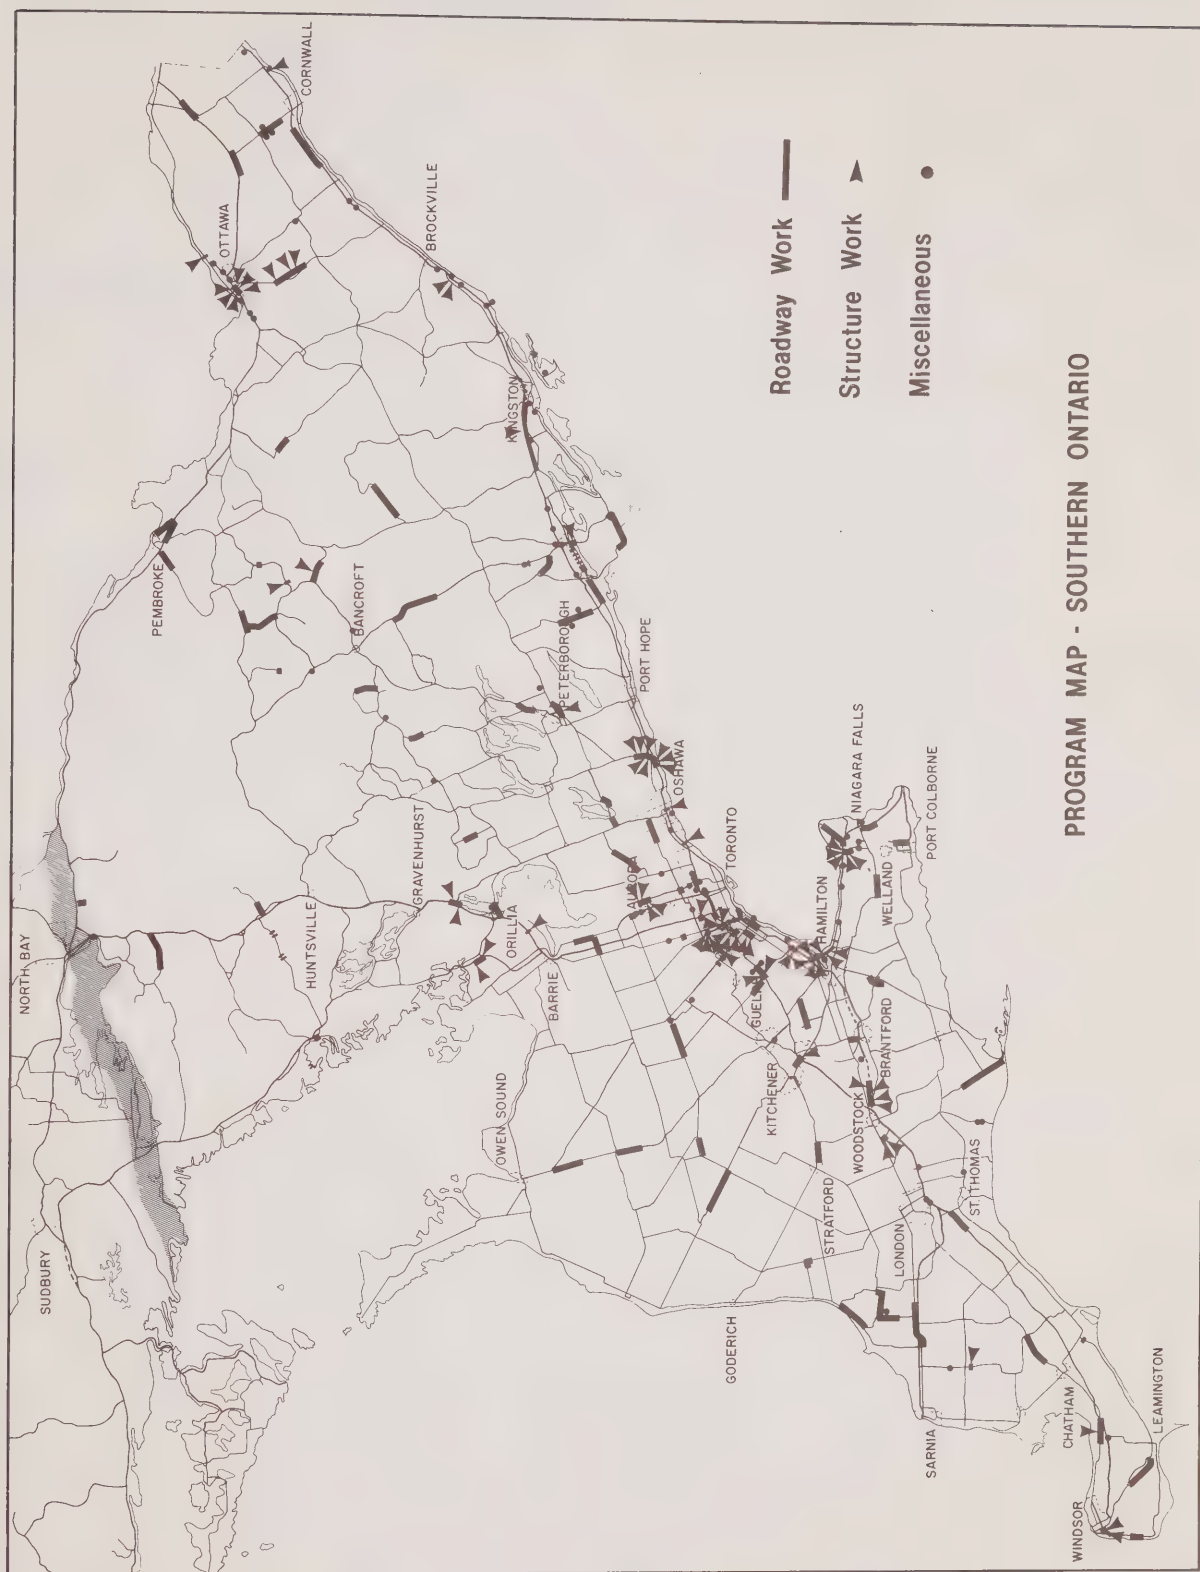 CORNWALL
OTTAWA
BROCKVILLE
KINGSTON
PEMBROKE
BANCROFT
PETERBOROUGH
PORT HOPE
OSHAWA
NORTH BAY
HUNTSVILLE
GRAVENHURST
ORILLIA
BARRIE
AURORA
TORONTO
NIAGARA FALLS
PORT COLBORNE
WELLAND
HAMILTON
GUELPH
BRANTFORD
KITCHENER
WOODSTOCK
OWEN SOUND
STRATFORD
ST. THOMAS
LONDON
SUDBURY
GODERICH
SARNIA
CHATHAM
LEAMINGTON
WINDSOR
Roadway Work
Structure Work
Miscellaneous
PROGRAM MAP - SOUTHERN ONTARIO